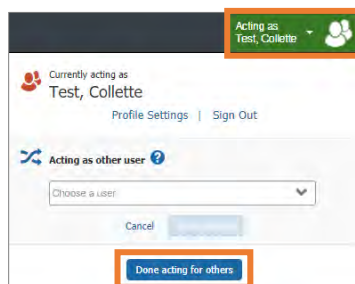 Acting as
Test, Collette
Currently acting as
Test, Collette
Profile Settings | Sign Out
Acting as other user ?
Choose a user
Cancel
Done acting for others